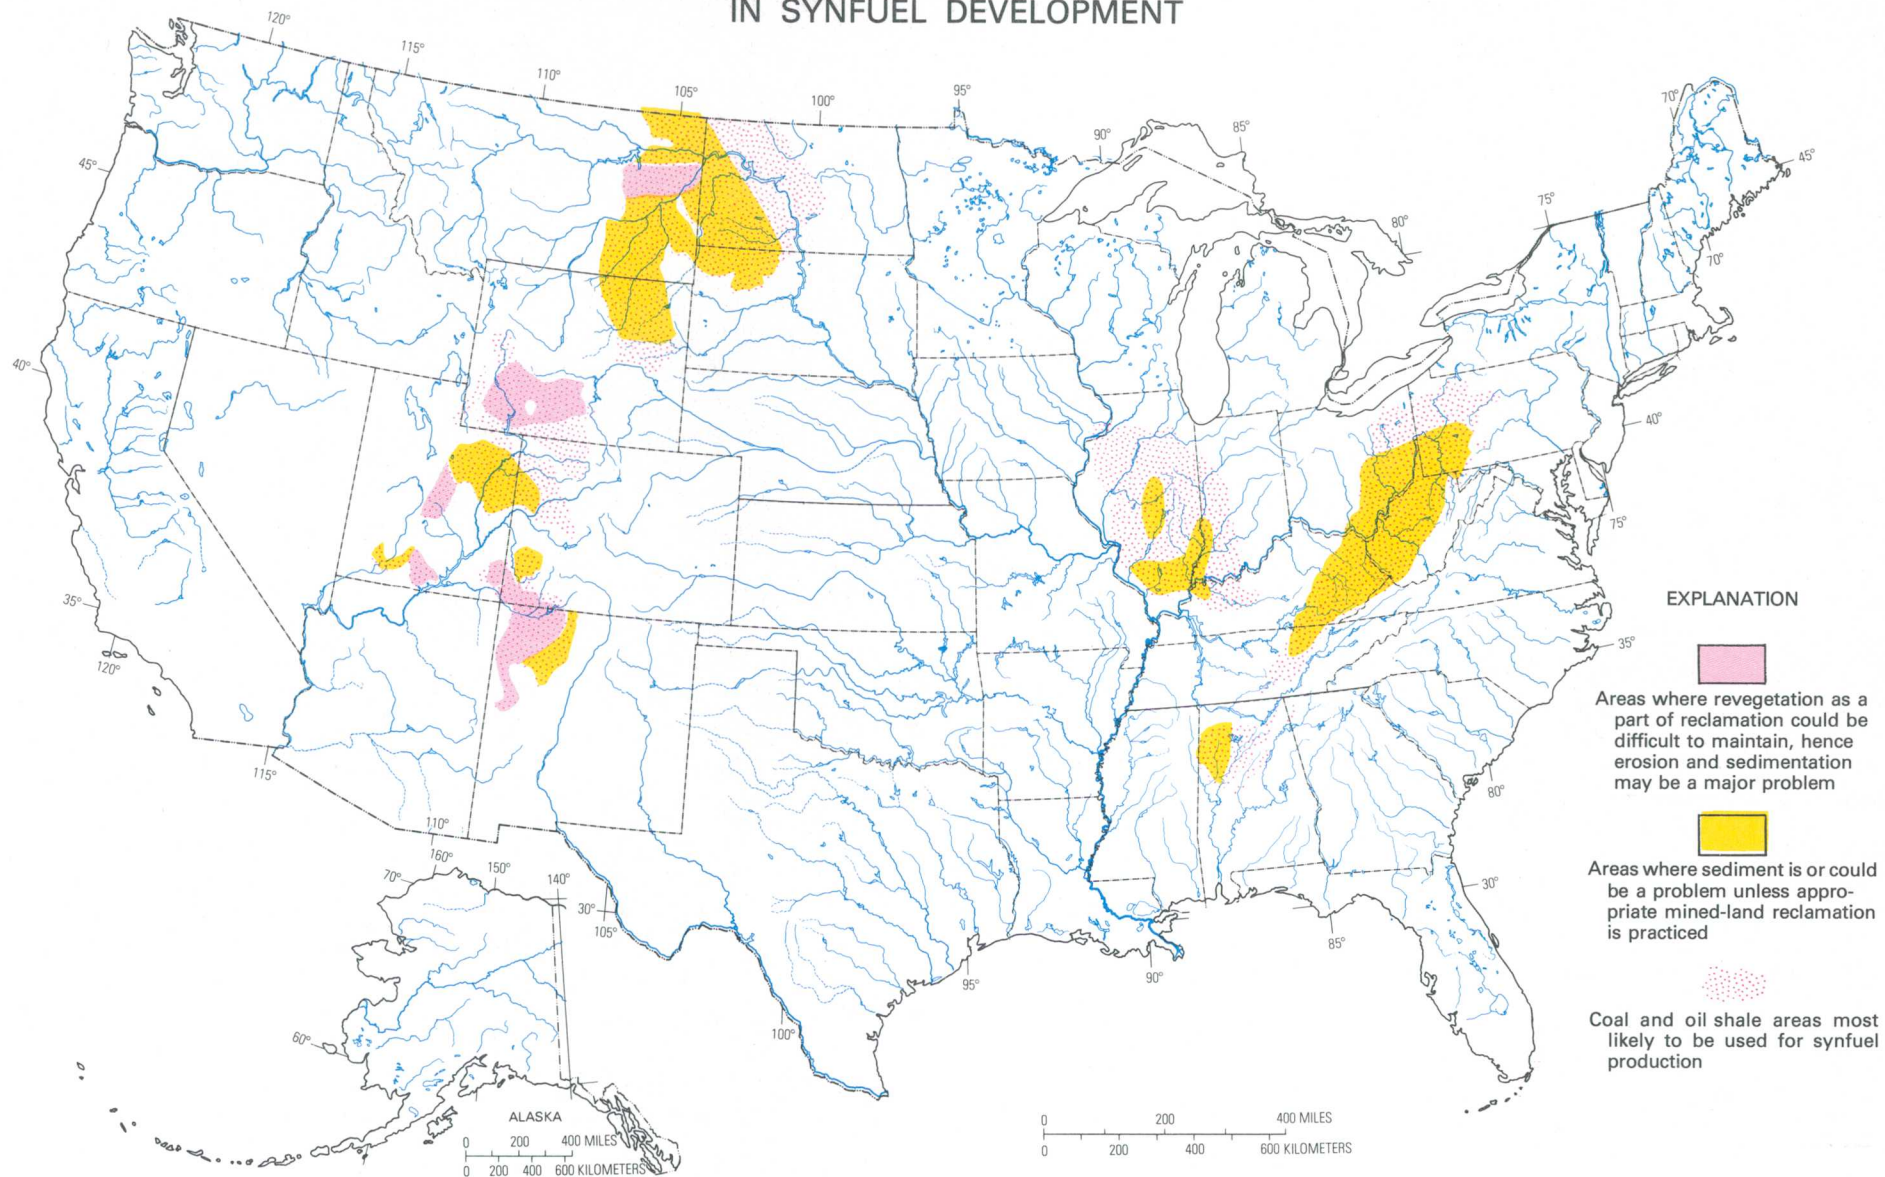 IN SYNFUEL DEVELOPMENT
120°
115°
110°
105°
100°
95°
90°
85°
80°
75°
70°
45°
70°
45°
40°
35°
120°
115°
110°
40°
75°
35°
80°
30°
85°
90°
95°
100°
30°
105°
EXPLANATION
Areas where revegetation as a
part of reclamation could be
difficult to maintain, hence
erosion and sedimentation
may be a major problem
Areas where sediment is or could
be a problem unless appro-
priate mined-land reclamation
is practiced
Coal and oil shale areas most
likely to be used for synfuel
production
160°
150°
140°
70°
60°
ALASKA
0 200 400 MILES
0 200 400 600 KILOMETERS
0 200 400 MILES
0 200 400 600 KILOMETERS